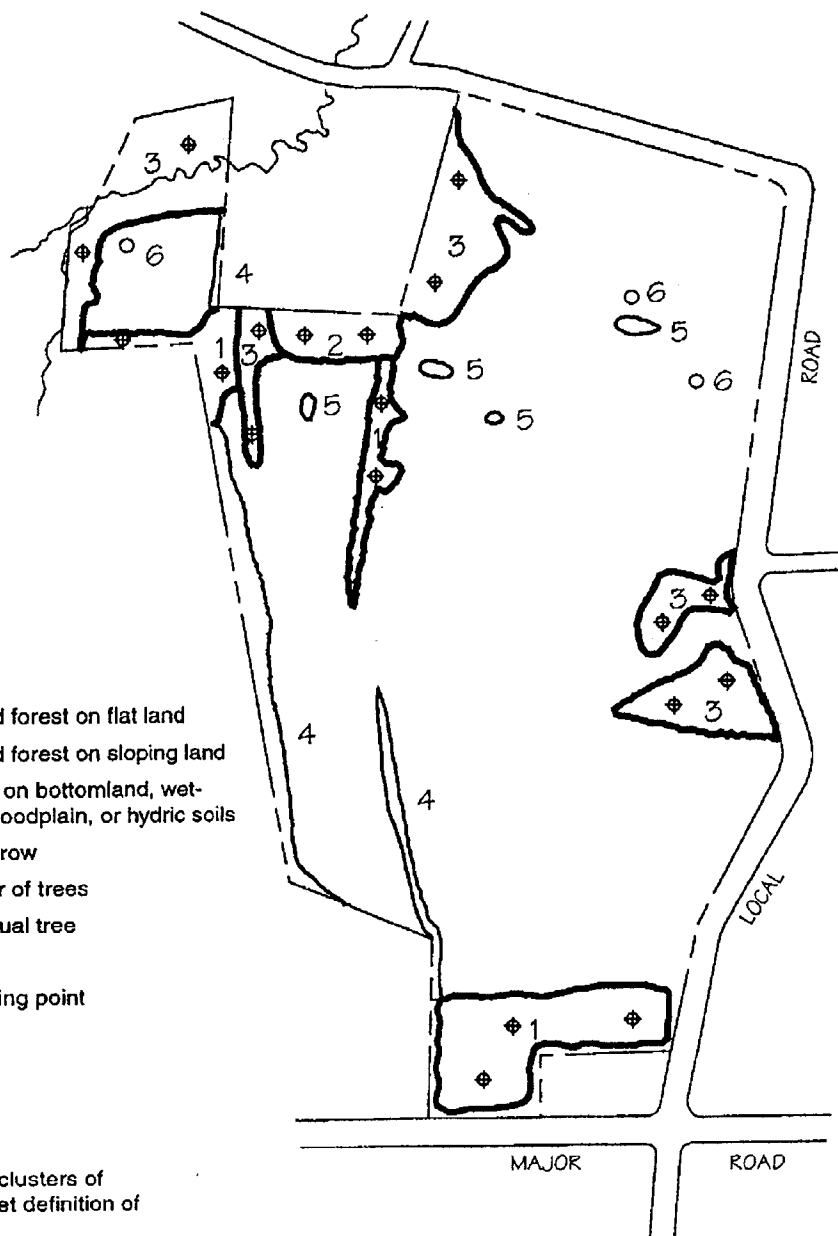 3
6
4
3
6
5
6
1
3
2
5
5
5
1
ROAD
3
3
4
4
d forest on flat land
d forest on sloping land
on bottomland, wet-
oodplain, or hydric soils
row
r of trees
ual tree
ing point
LOCAL
1
MAJOR ROAD
clusters of
et definition of